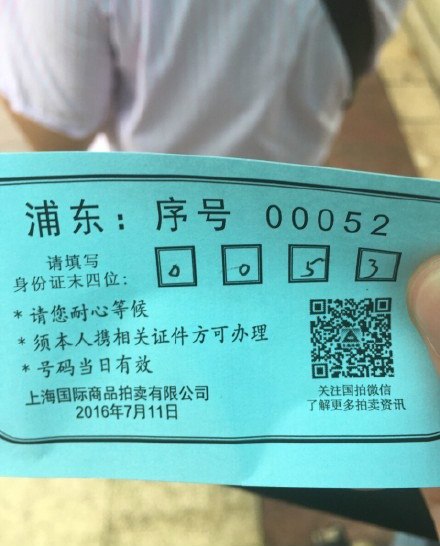 浦东：序号 00052
请填写
身份证末四位： 0 0 5 3
* 请您耐心等候
* 须本人携相关证件方可办理
* 号码当日有效
上海国际商品拍卖有限公司
2016年7月11日
关注国拍微信
了解更多拍卖资讯